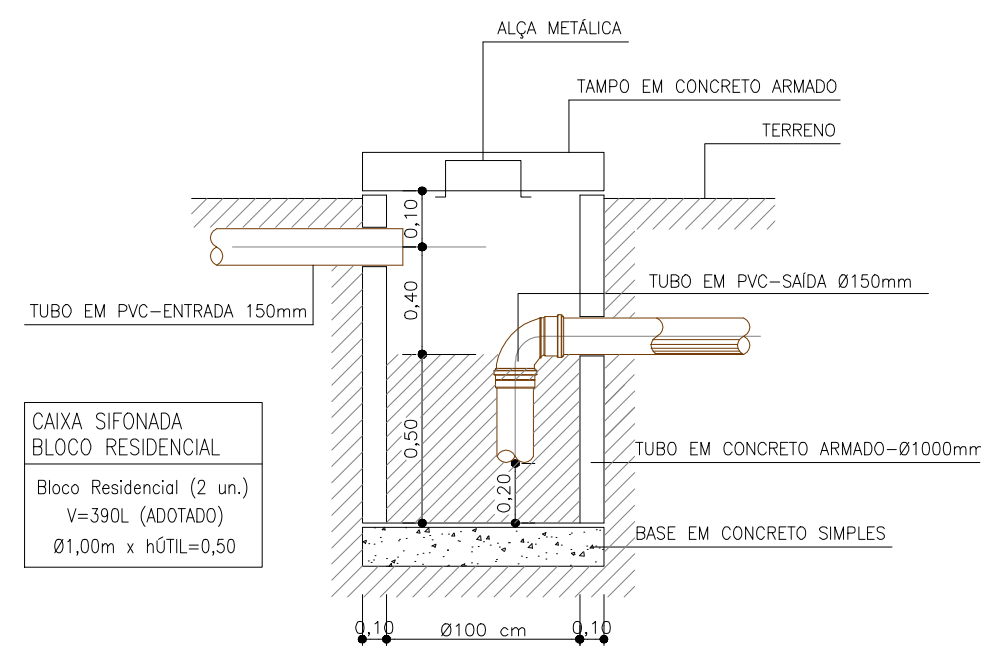 ALÇA METÁLICA
TAMPO EM CONCRETO ARMADO
TERRENO
0,10
TUBO EM PVC-SAÍDA Ø150mm
0,40
TUBO EM PVC-ENTRADA 150mm
CAIXA SIFONADA
BLOCO RESIDENCIAL
Bloco Residencial (2 un.)
V=390L (ADOTADO)
Ø1,00m x hÚTIL=0,50
0,50
TUBO EM CONCRETO ARMADO-Ø1000mm
0,20
BASE EM CONCRETO SIMPLES
0,10
Ø100 cm
0,10